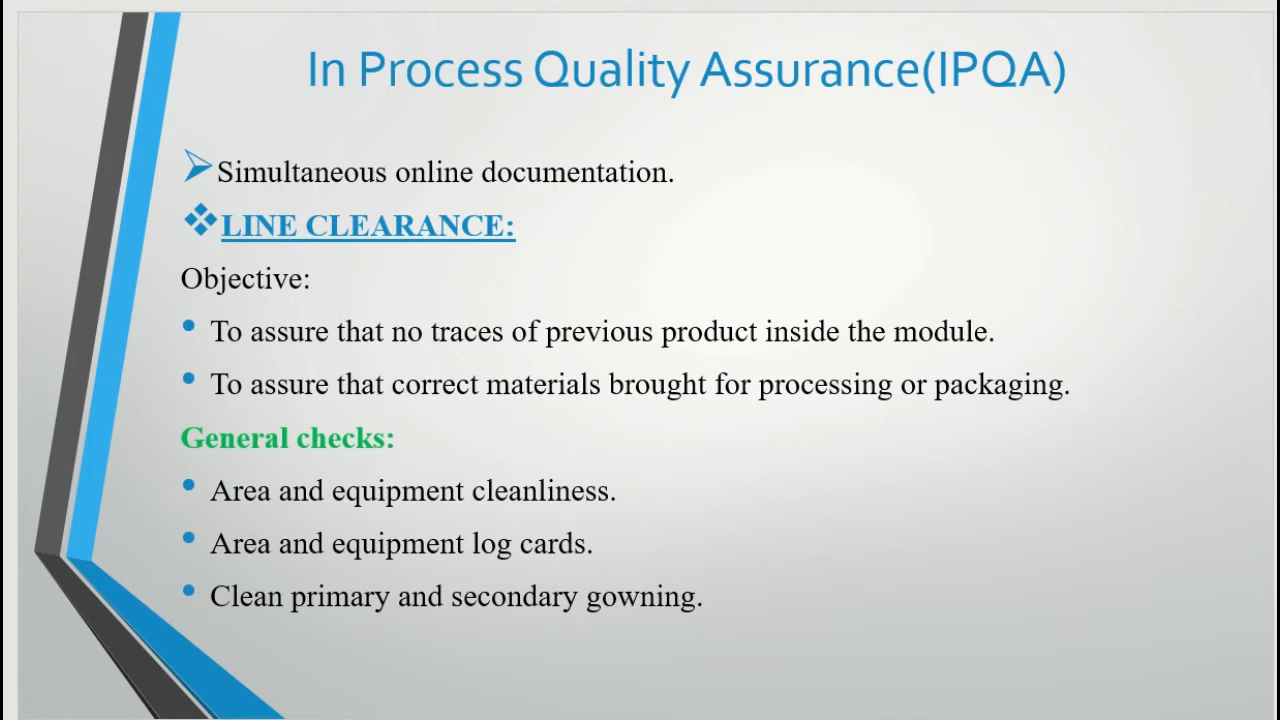 In Process Quality Assurance(IPQA)
Simultaneous online documentation.
LINE CLEARANCE:
Objective:
To assure that no traces of previous product inside the module.
To assure that correct materials brought for processing or packaging.
General checks:
Area and equipment cleanliness.
Area and equipment log cards.
Clean primary and secondary gowning.